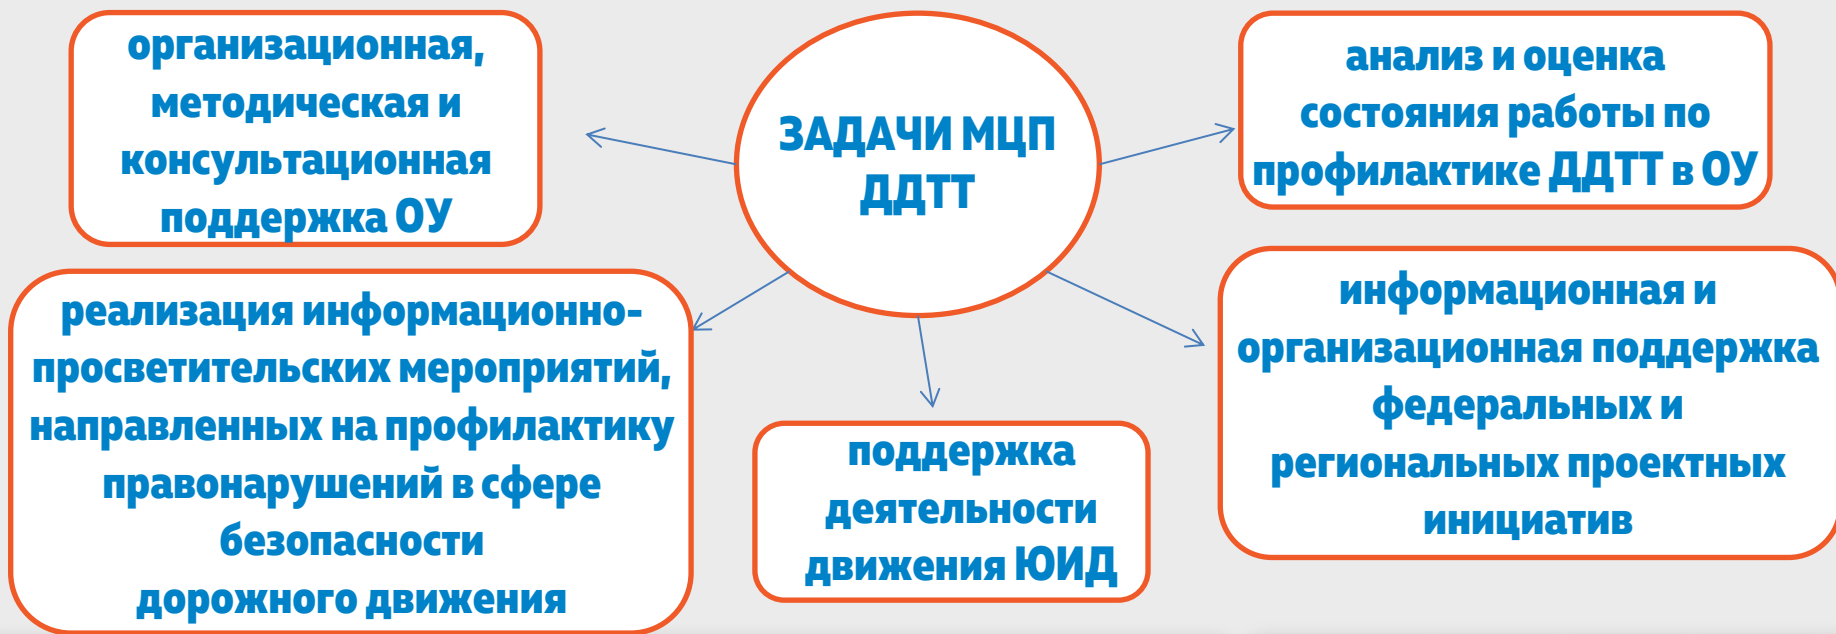 организационная,
методическая и
консультационная
поддержка ОУ
ЗАДАЧИ МЦП
ДДТТ
анализ и оценка
состояния работы по
профилактике ДДТТ в ОУ
реализация информационно-
просветительских мероприятий,
направленных на профилактику
правонарушений в сфере
безопасности
дорожного движения
поддержка
деятельности
движения ЮИД
информационная и
организационная поддержка
федеральных и
региональных проектных
инициатив